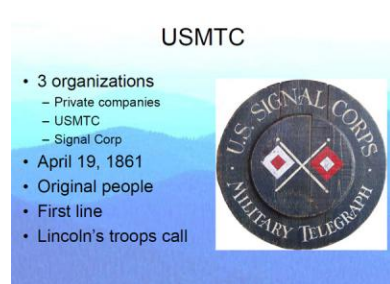 USMTC
• 3 organizations
– Private companies
– USMTC
– Signal Corp
• April 19, 1861
• Original people
• First line
• Lincoln's troops call
U.S. SIGNAL CORPS
MILITARY TELEGRAPH